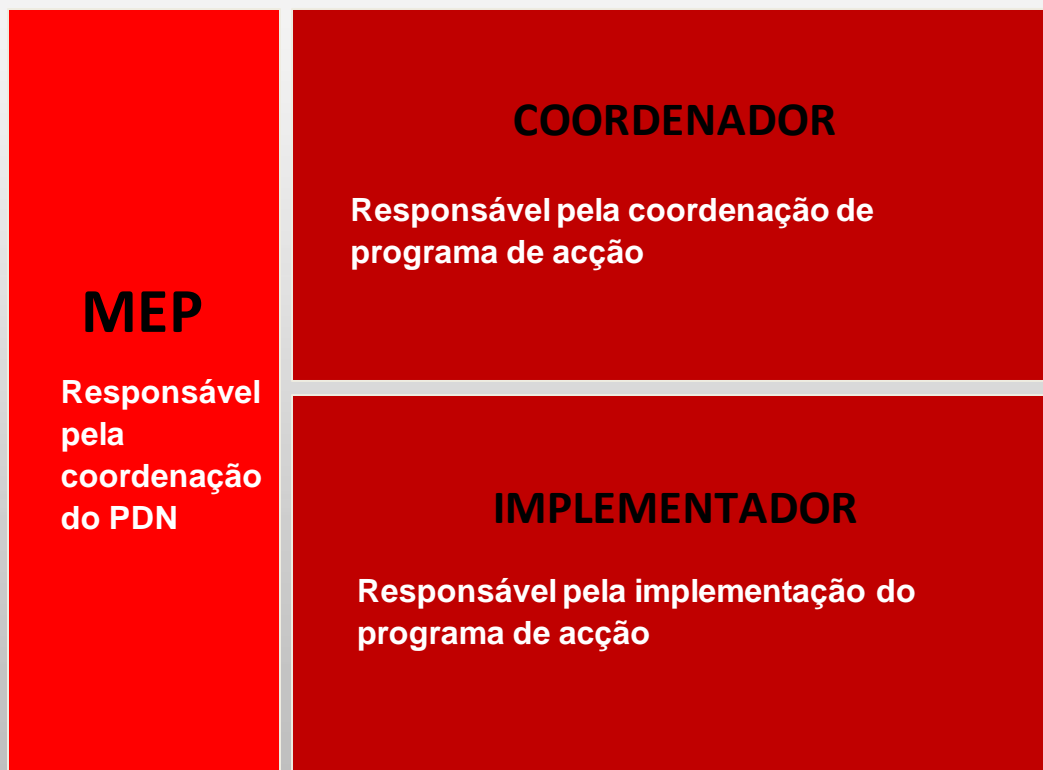 MEP
Responsável
pela
coordenação
do PDN
COORDENADOR
Responsável pela coordenação de
programa de acção
IMPLEMENTADOR
Responsável pela implementação do
programa de acção